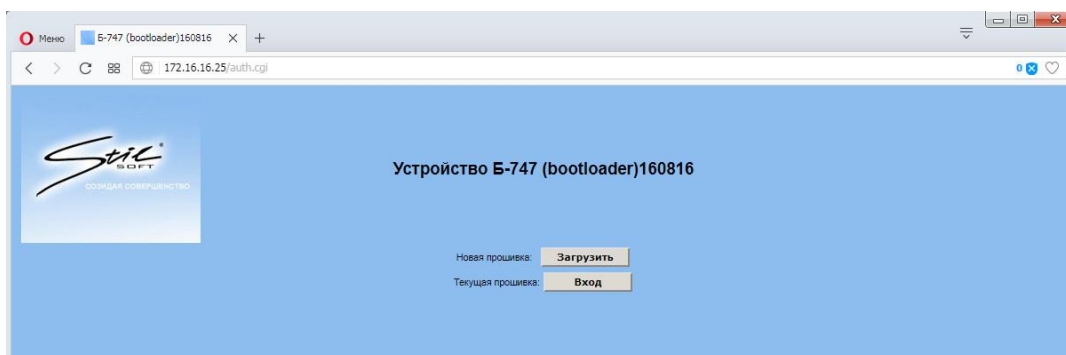 Меню
Б-747 (bootloader)160816
172.16.16.25/auth.cgi
0
Stil
SOFT
СОЗИДАЯ СОВЕРШЕНСТВО
Устройство Б-747 (bootloader)160816
Новая прошивка: Загрузить
Текущая прошивка: Вход